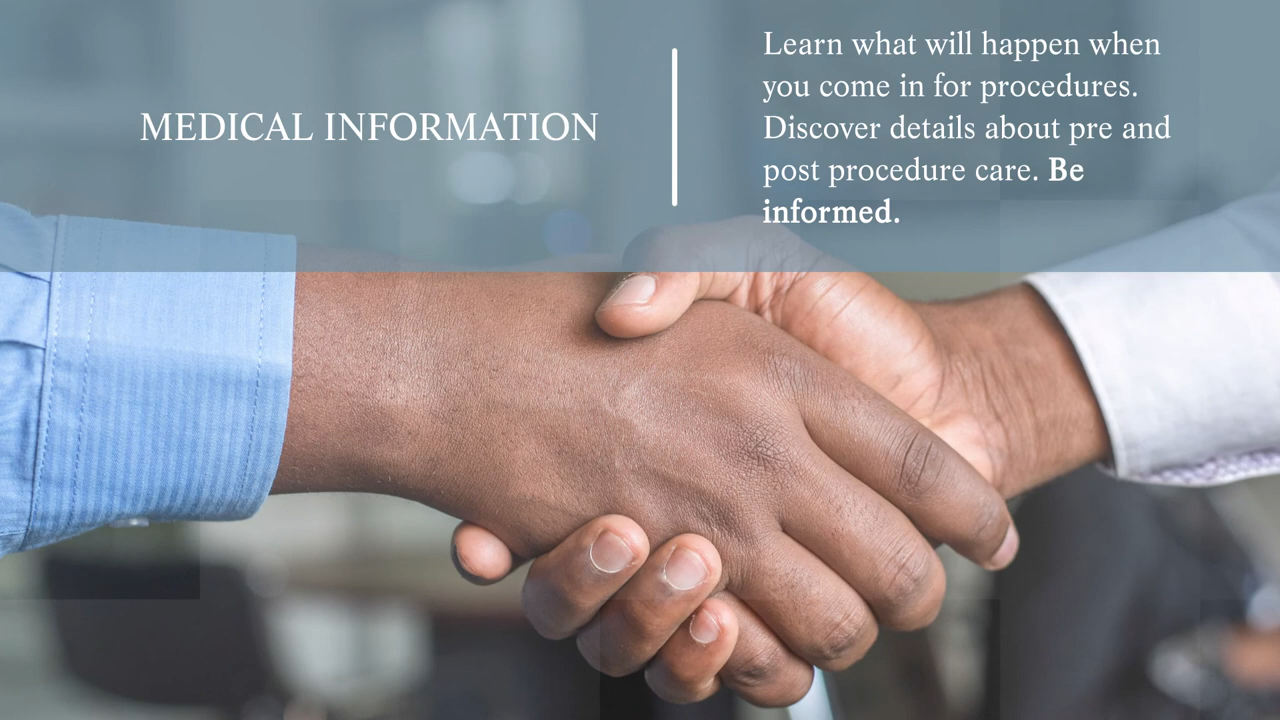 MEDICAL INFORMATION
Learn what will happen when
you come in for procedures.
Discover details about pre and
post procedure care. Be
informed.